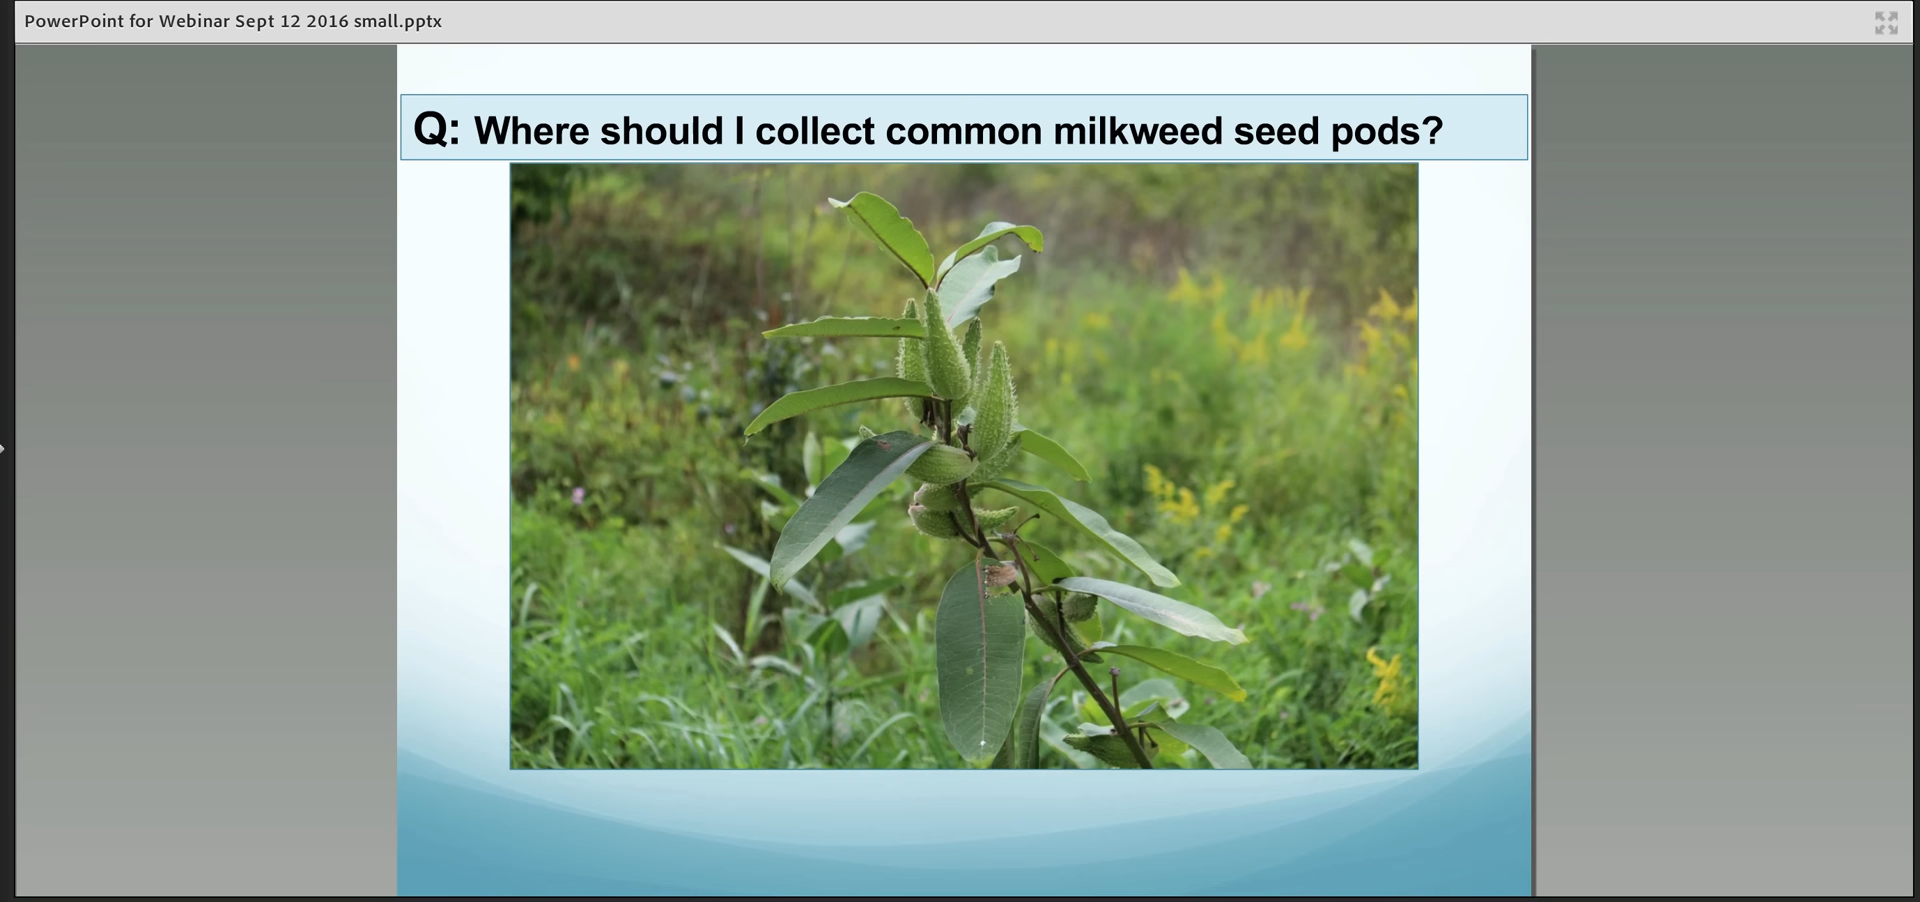 PowerPoint for Webinar Sept 12 2016 small.pptx
Q: Where should I collect common milkweed seed pods?